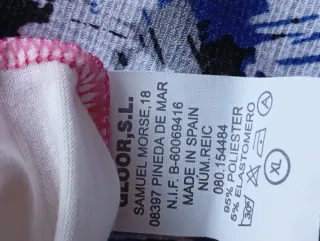 GLOOR,S.L.
SAMUEL MORSE,18
08397 PINEDA DE MAR
N.I.F. B-60069416
MADE IN SPAIN
NUM.REIC
080.154484
95% POLIESTER
5% ELASTOMERO
30º
A
XL